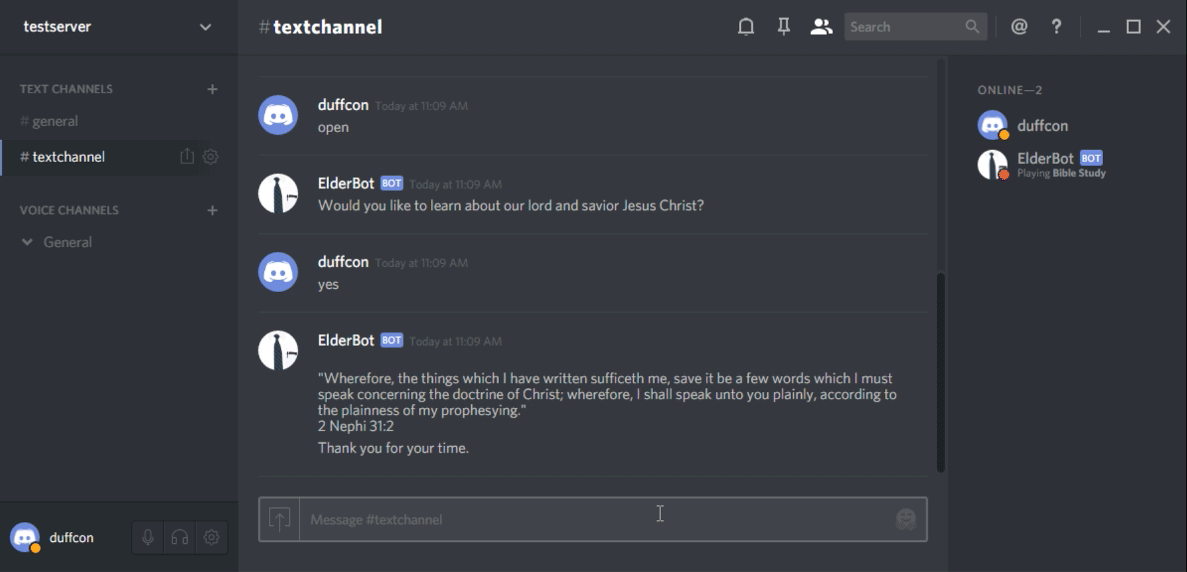 testserver
TEXT CHANNELS +
# general
# textchannel
VOICE CHANNELS +
General
duffcon
#textchannel
Search
@ ?
duffcon Today at 11:09 AM
open
ElderBot BOT Today at 11:09 AM
Would you like to learn about our lord and savior Jesus Christ?
duffcon Today at 11:09 AM
yes
ElderBot BOT Today at 11:09 AM
"Wherefore, the things which I have written sufficeth me, save it be a few words which I must
speak concerning the doctrine of Christ; wherefore, I shall speak unto you plainly, according to
the plainness of my prophesying."
2 Nephi 31:2
Thank you for your time.
Message #textchannel
ONLINE—2
duffcon
ElderBot BOT
Playing Bible Study